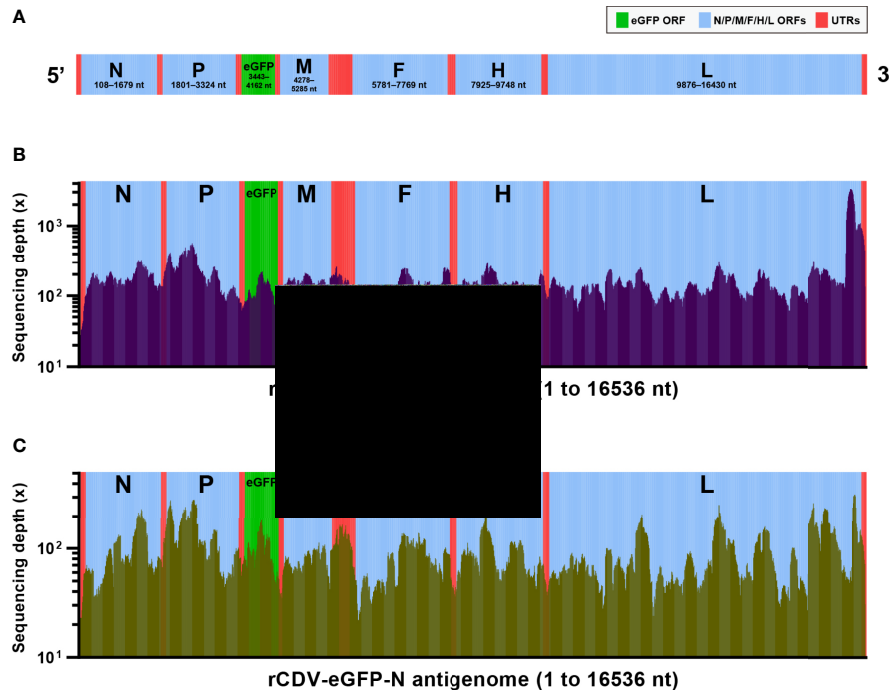 A
eGFP ORF N/P/M/F/H/L ORFs UTRs
5’ N P eGFP M F H L 3
108–1679 nt 1801–3324 nt 3443–4162 nt 4278–5285 nt 5781–7769 nt 7925–9748 nt 9876–16430 nt
B
N P eGFP M F H L
Sequencing depth (x)
10³
10²
10¹
(1 to 16536 nt)
C
N P eGFP L
Sequencing depth (x)
10²
10¹
rCDV-eGFP-N antigenome (1 to 16536 nt)